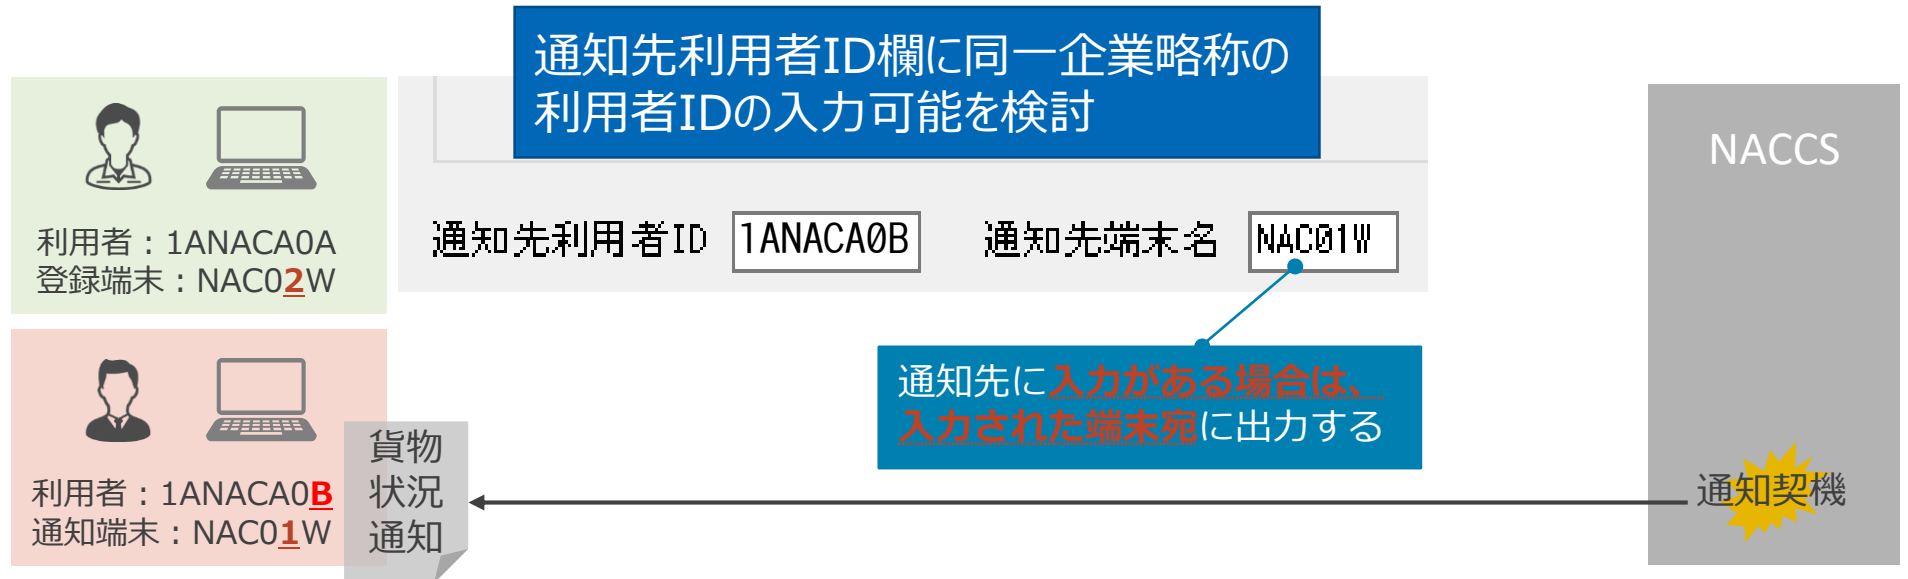 通知先利用者ID欄に同一企業略称の
利用者IDの入力可能を検討
利用者：1ANACA0A
登録端末：NAC02W
通知先利用者ID 1ANACA0B 通知先端末名 NAC01W
NACCS
通知先に入力がある場合は、
入力された端末宛に出力する
利用者：1ANACA0B
通知端末：NAC01W
貨物
状況
通知
通知契機